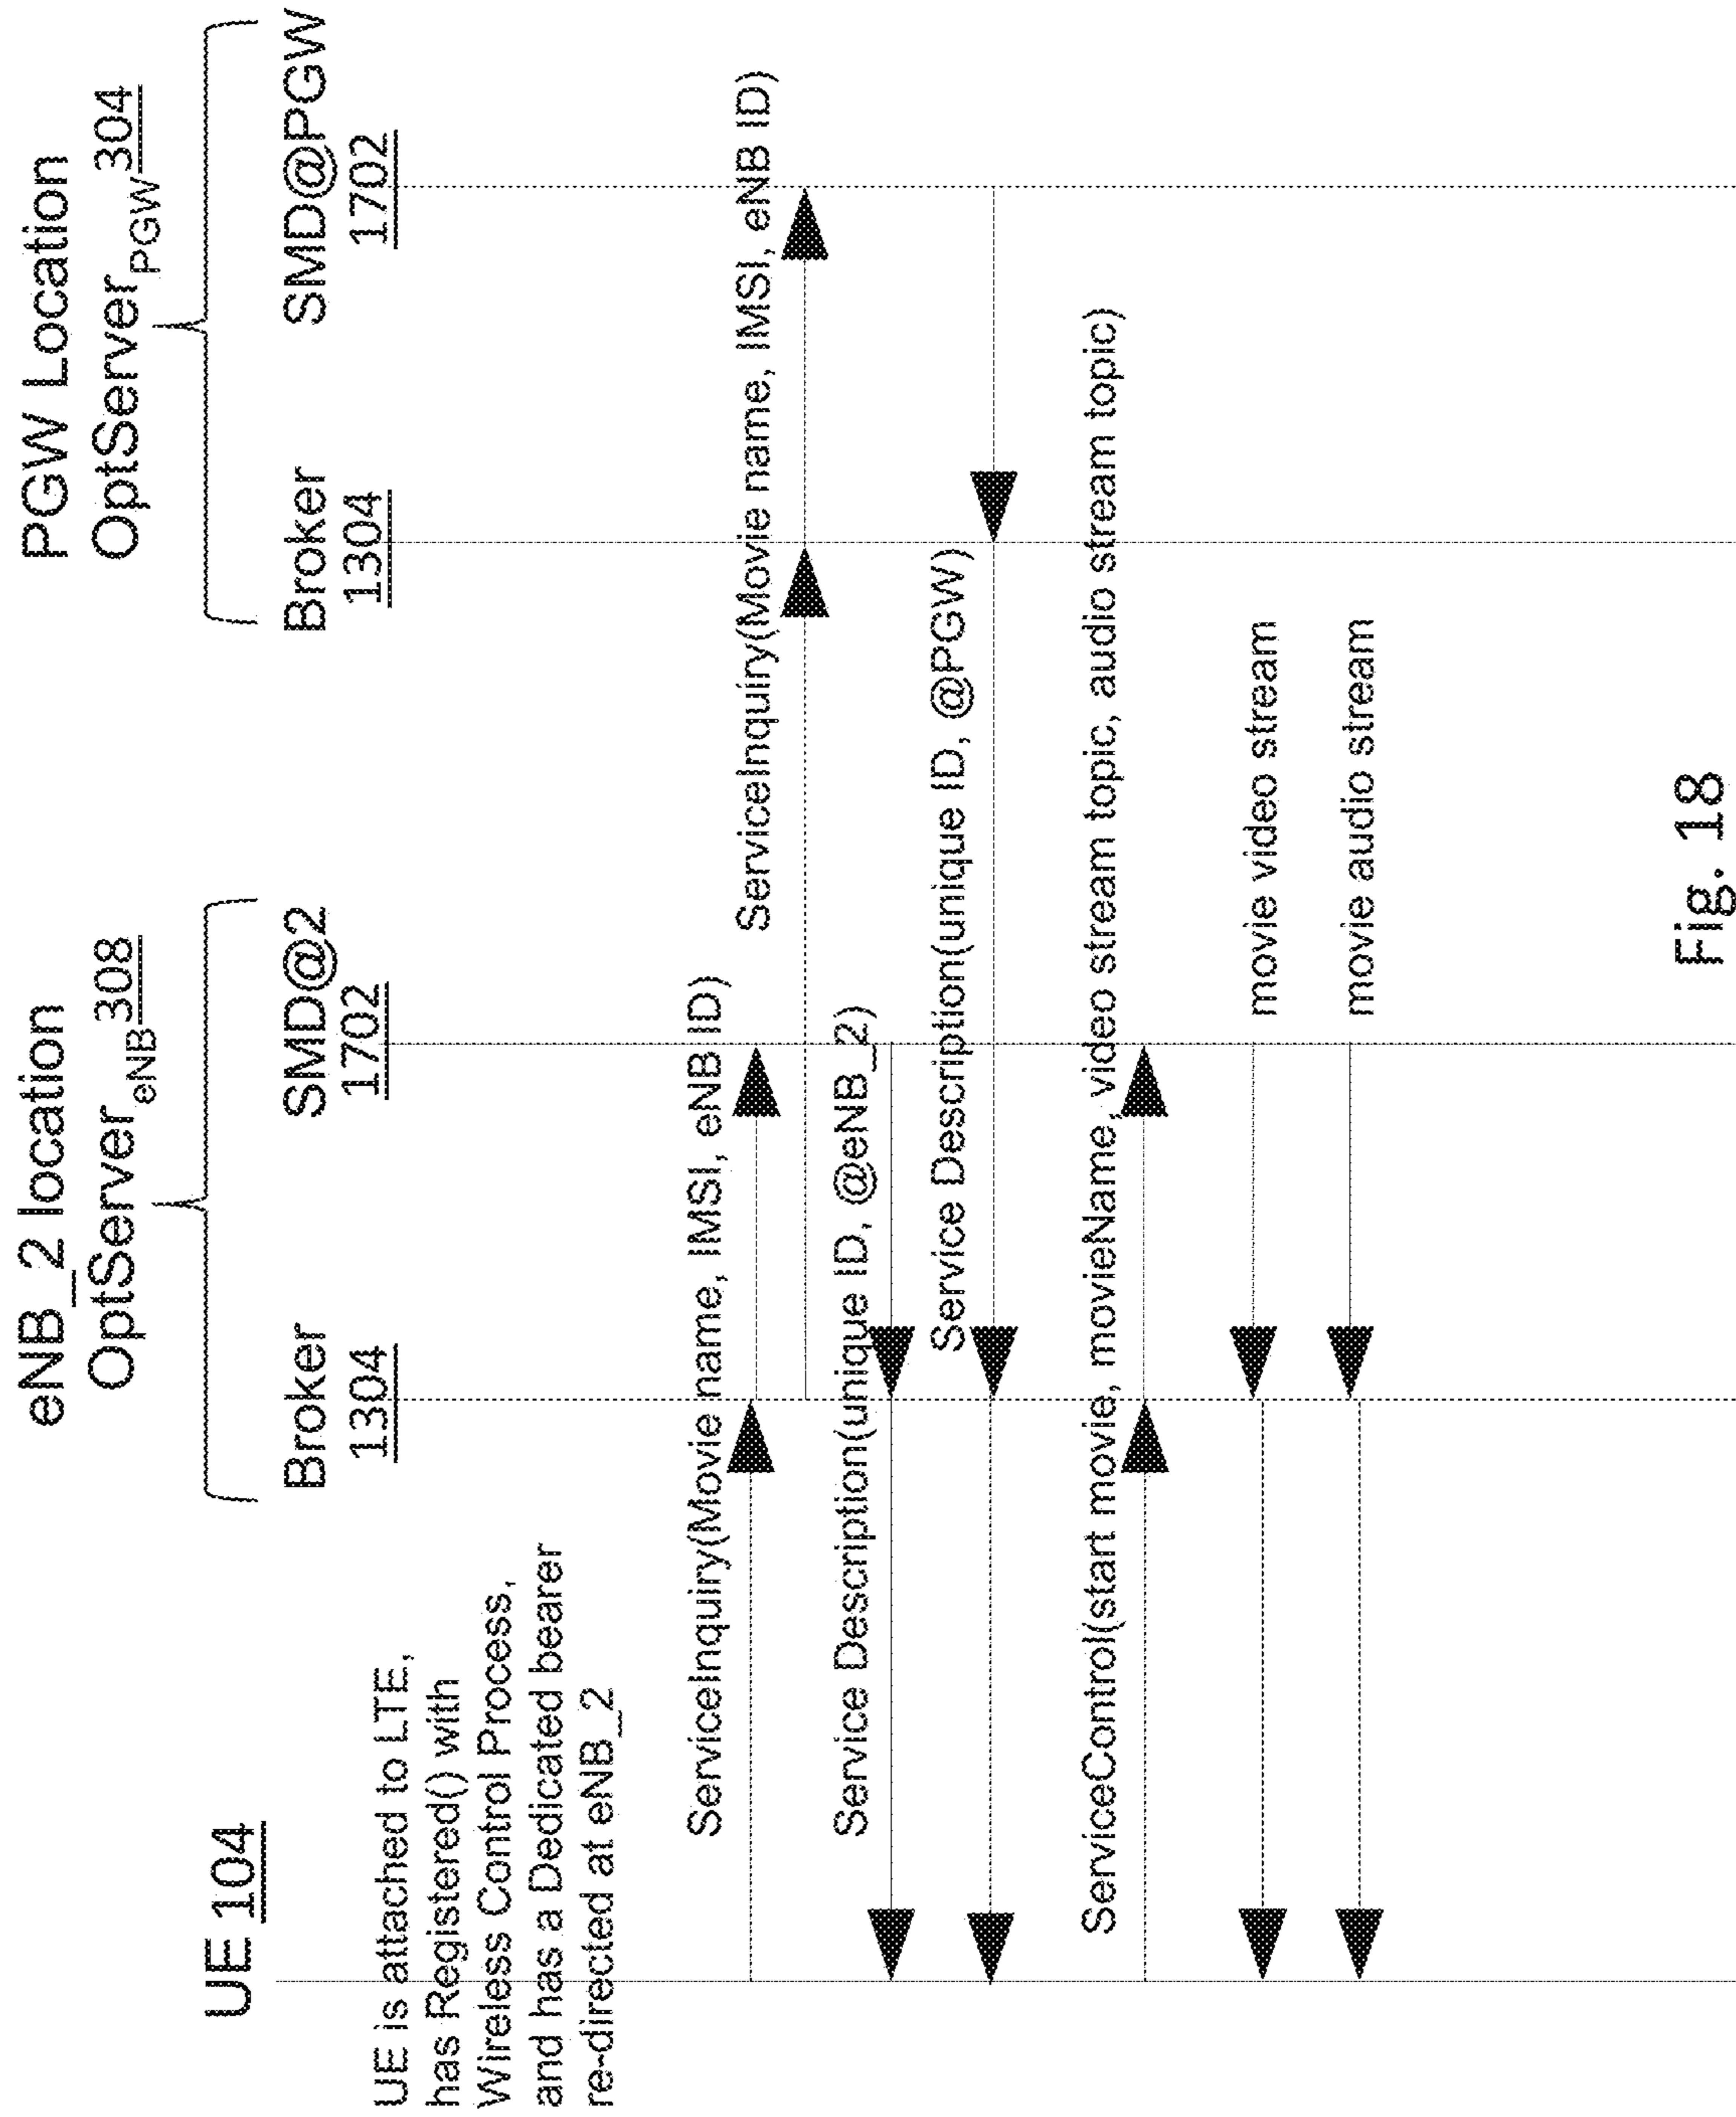 eNB_2 location
OptServer eNB 308
PGW Location
OptServer PGW 304
UE 104
Broker
1304
SMD@2
1702
Broker
1304
SMD@PGW
1702
UE is attached to LTE,
has Registered() with
Wireless Control Process,
and has a Dedicated bearer
re-directed at eNB_2
ServiceInquiry(Movie name, IMSI, eNB ID)
ServiceInquiry(Movie name, IMSI, eNB ID)
Service Description(unique ID, @eNB_2)
Service Description(unique ID, @PGW)
ServiceControl(start movie, movieName, video stream topic, audio stream topic)
movie video stream
movie audio stream
Fig. 18